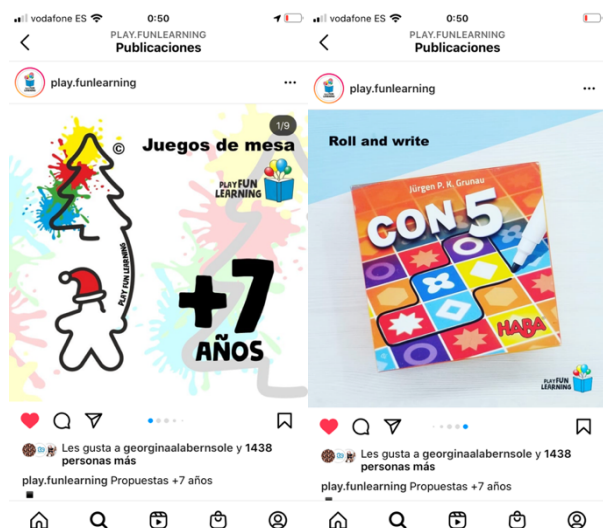 vodafone ES
0:50
PLAY.FUNLEARNING
Publicaciones
play.funlearning
1/9
©
Juegos de mesa
PLAY FUN
LEARNING
PLAY FUN LEARNING
+7
AÑOS
Les gusta a georginaalabernsole y 1438
personas más
play.funlearning Propuestas +7 años
vodafone ES
0:50
PLAY.FUNLEARNING
Publicaciones
play.funlearning
Roll and write
Jürgen P. K. Grunau
CON 5
HABA
PLAY FUN
LEARNING
Les gusta a georginaalabernsole y 1438
personas más
play.funlearning Propuestas +7 años